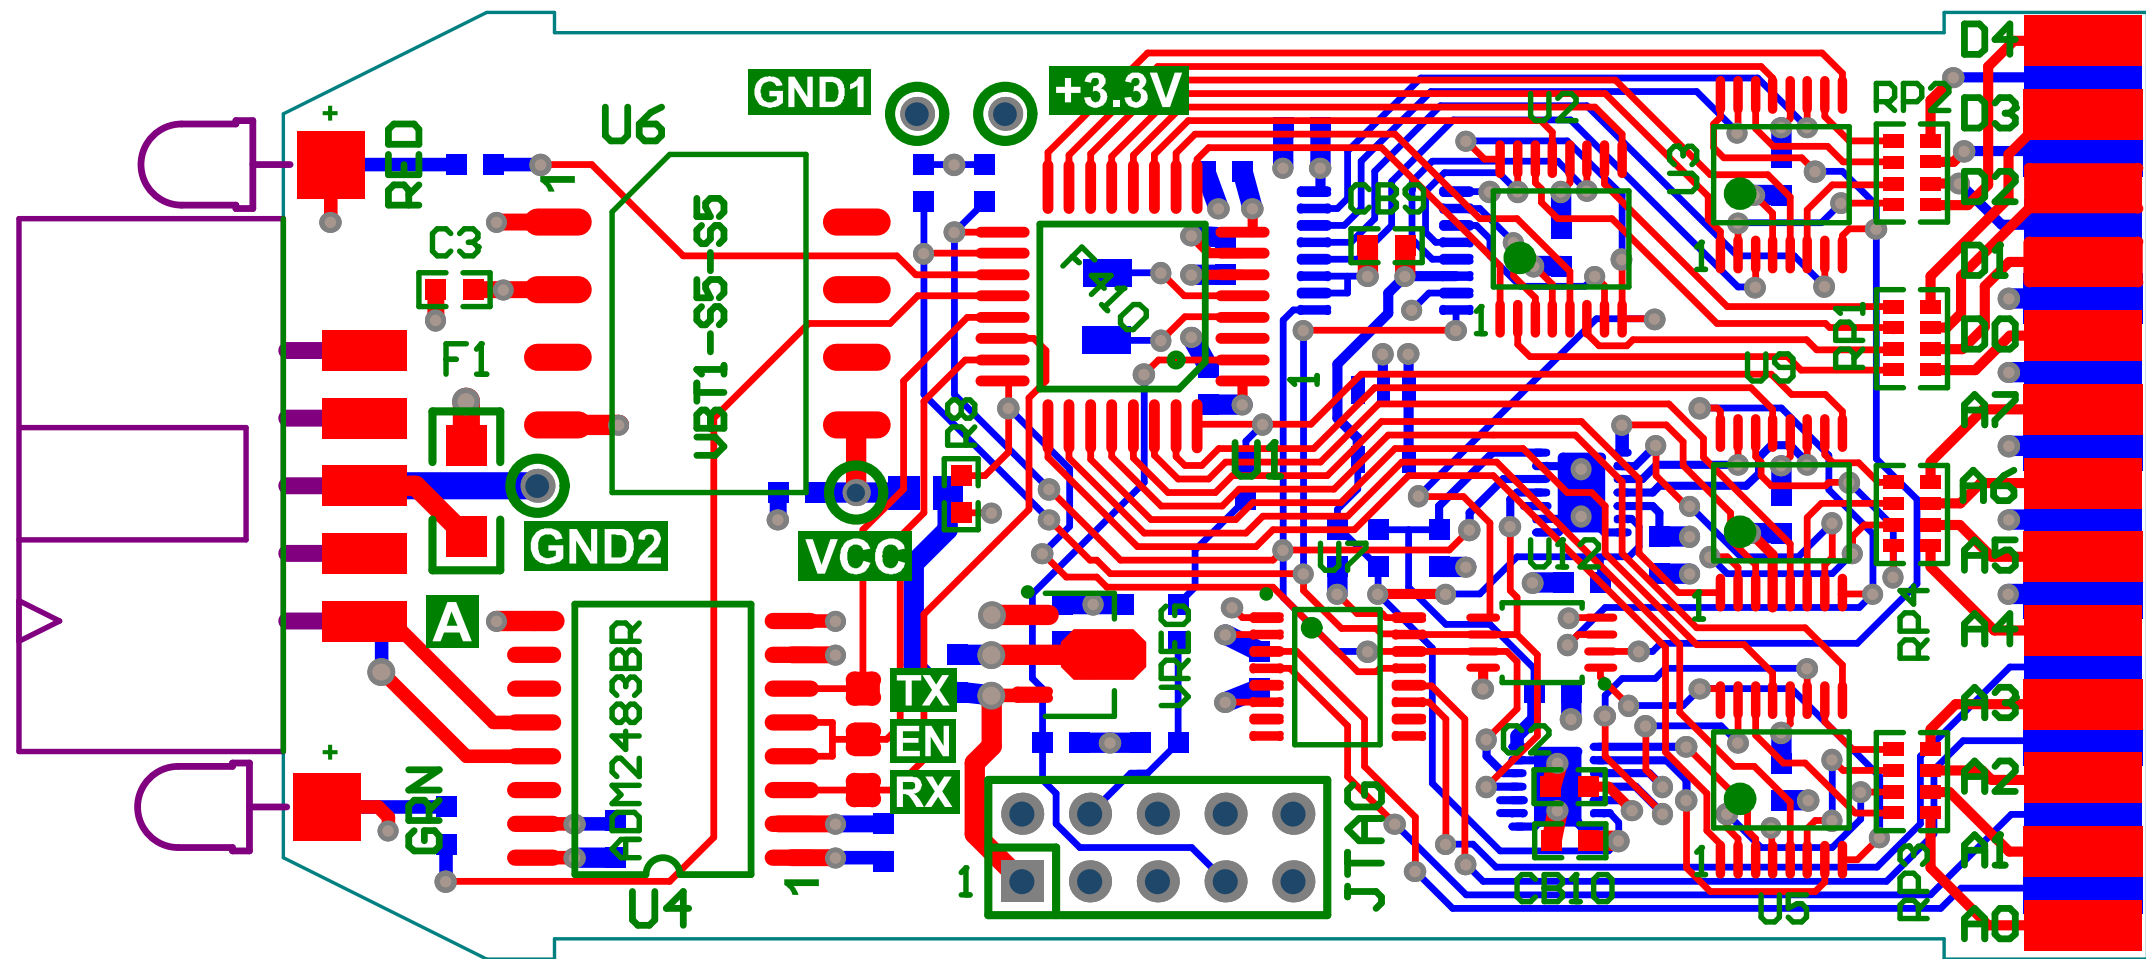 D4
GND1
+3.3V
RP2
U2
U6
D3
RED
U3
1
D2
CB9
C3
D1
1
A10
1
D0
RP1
VBT1-S5-S5
F1
U9
1
A7
R8
U1
A6
GND2
VCC
U7
U12
A5
1
A
RP4
A4
VREG
ADM2483BR
TX
A3
EN
C2
A2
GRN
RX
JTAG
A1
1
1
1
CB10
RP3
U4
U5
A0